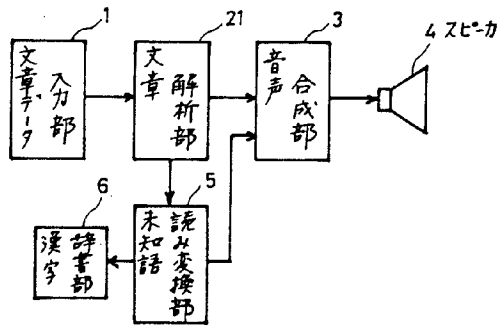 1
文章データ
入力部
21
文章
解析部
3
音声
合成部
4 スピーカ
5
未知語
読み変換部
6
漢字
辞書部